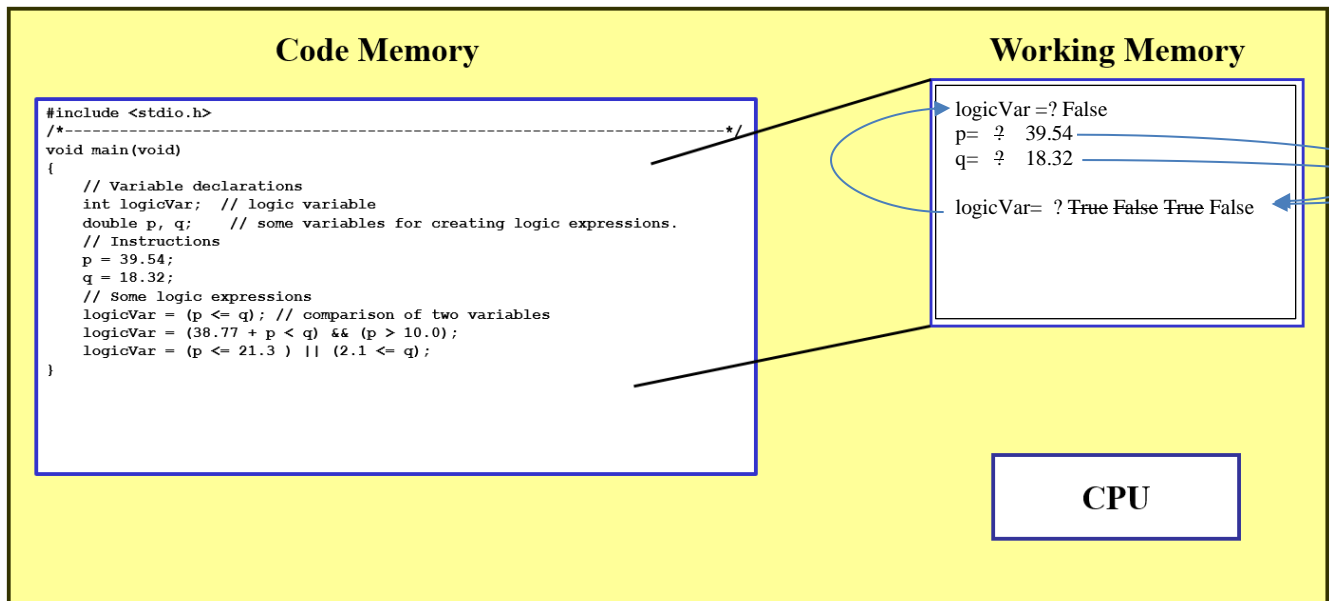 Code Memory
Working Memory
#include <stdio.h>
/*------------------------------------------------------------------------*/
void main(void)
{
    // Variable declarations
    int logicVar;  // logic variable
    double p, q;    // some variables for creating logic expressions.
    // Instructions
    p = 39.54;
    q = 18.32;
    // Some logic expressions
    logicVar = (p <= q); // comparison of two variables
    logicVar = (38.77 + p < q) && (p > 10.0);
    logicVar = (p <= 21.3 ) || (2.1 <= q);
}
logicVar =? False
p= ? 39.54
q= ? 18.32
logicVar= ? True False True False
CPU